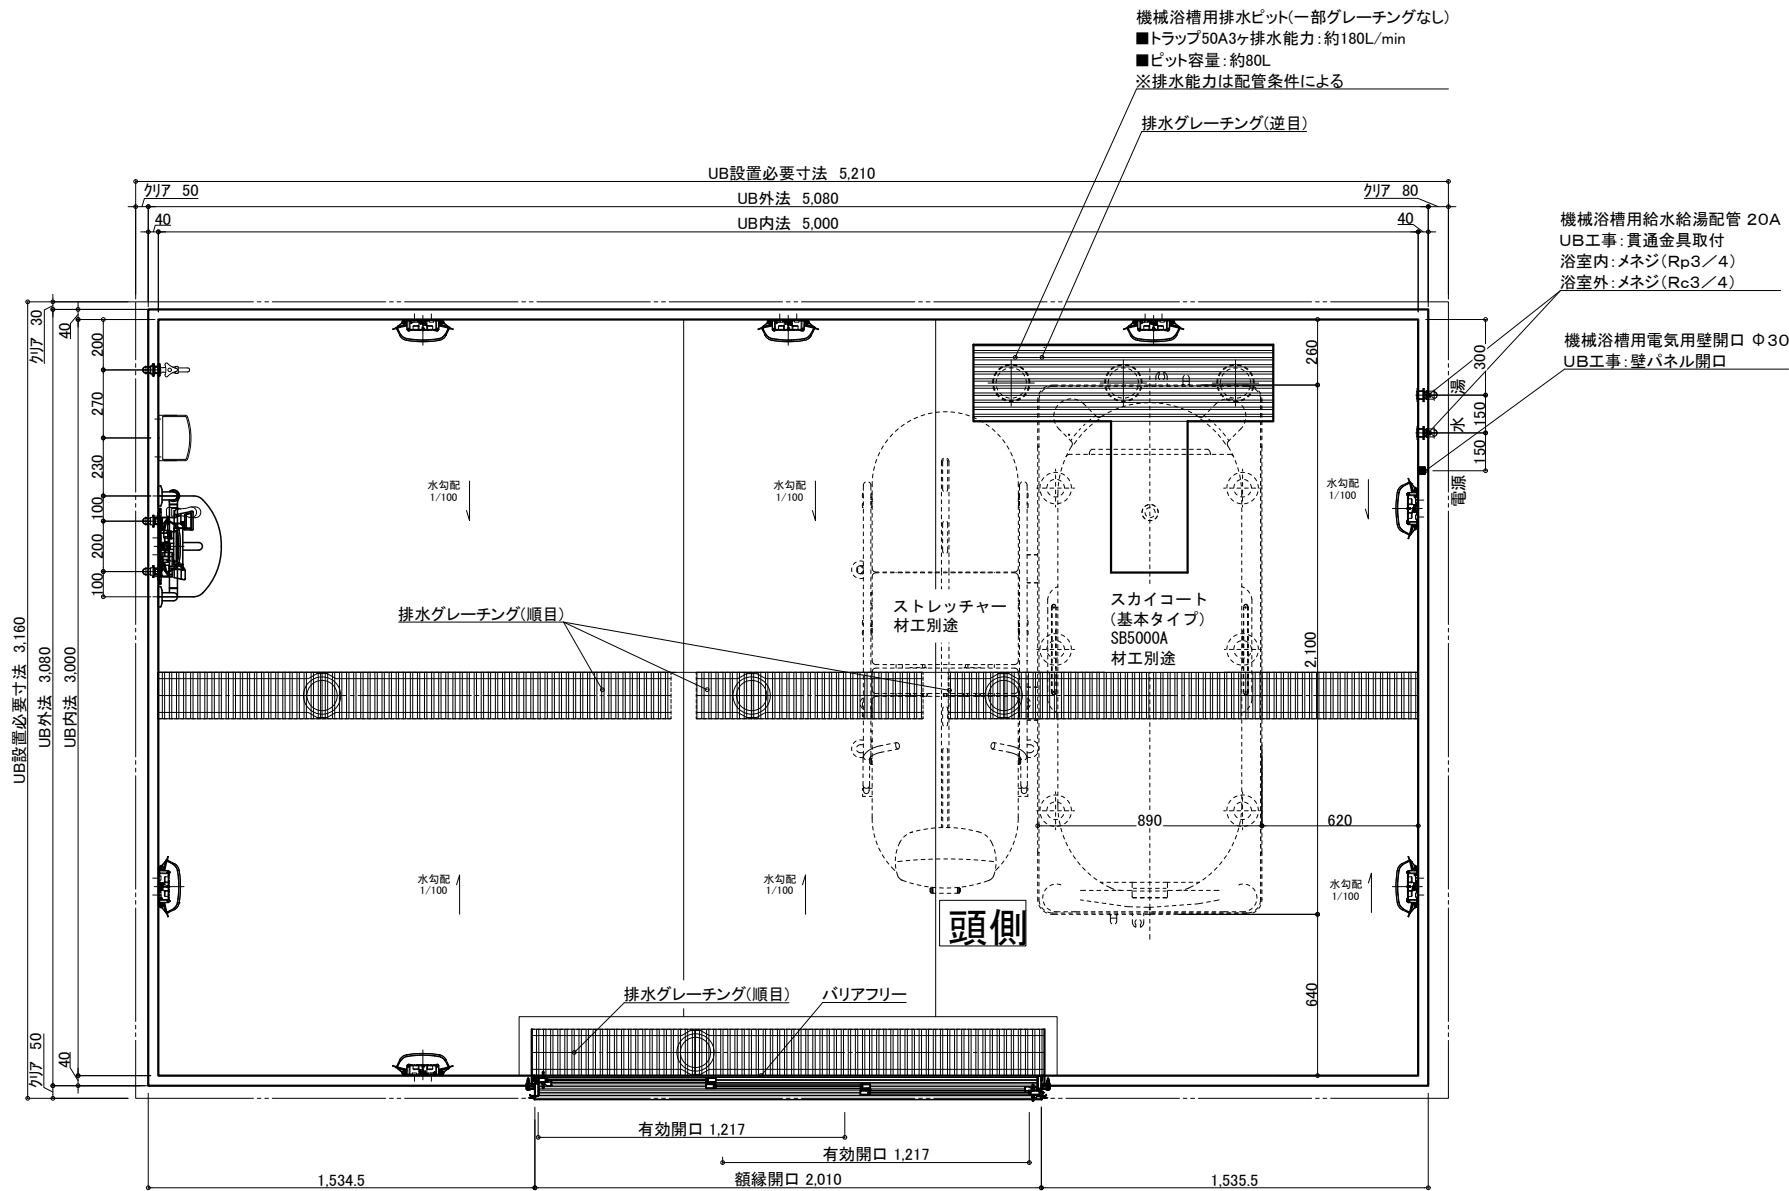 機械浴槽用排水ピット(一部グレーチングなし)
■トラップ50A3ヶ排水能力：約180L/min
■ピット容量：約80L
※排水能力は配管条件による
排水グレーチング(逆目)
UB設置必要寸法 5,210
クリア 50
UB外法 5,080
クリア 80
40
UB内法 5,000
40
機械浴槽用給水給湯配管 20A
UB工事：貫通金具取付
浴室内：メネジ(Rp3／4)
浴室外：メネジ(Rc3／4)
機械浴槽用電気用壁開口 Φ30
UB工事：壁パネル開口
クリア 30
40
200
270
230
100
200
100
UB設置必要寸法 3,160
UB外法 3,080
UB内法 3,000
クリア 50
40
260
2,100
640
300
湯
150
水
150
電源
水勾配
1/100
水勾配
1/100
水勾配
1/100
排水グレーチング(順目)
ストレッチャー
材工別途
スカイコート
(基本タイプ)
SB5000A
材工別途
890
620
水勾配
1/100
水勾配
1/100
水勾配
1/100
頭側
排水グレーチング(順目)
バリアフリー
有効開口 1,217
有効開口 1,217
1,534.5
額縁開口 2,010
1,535.5